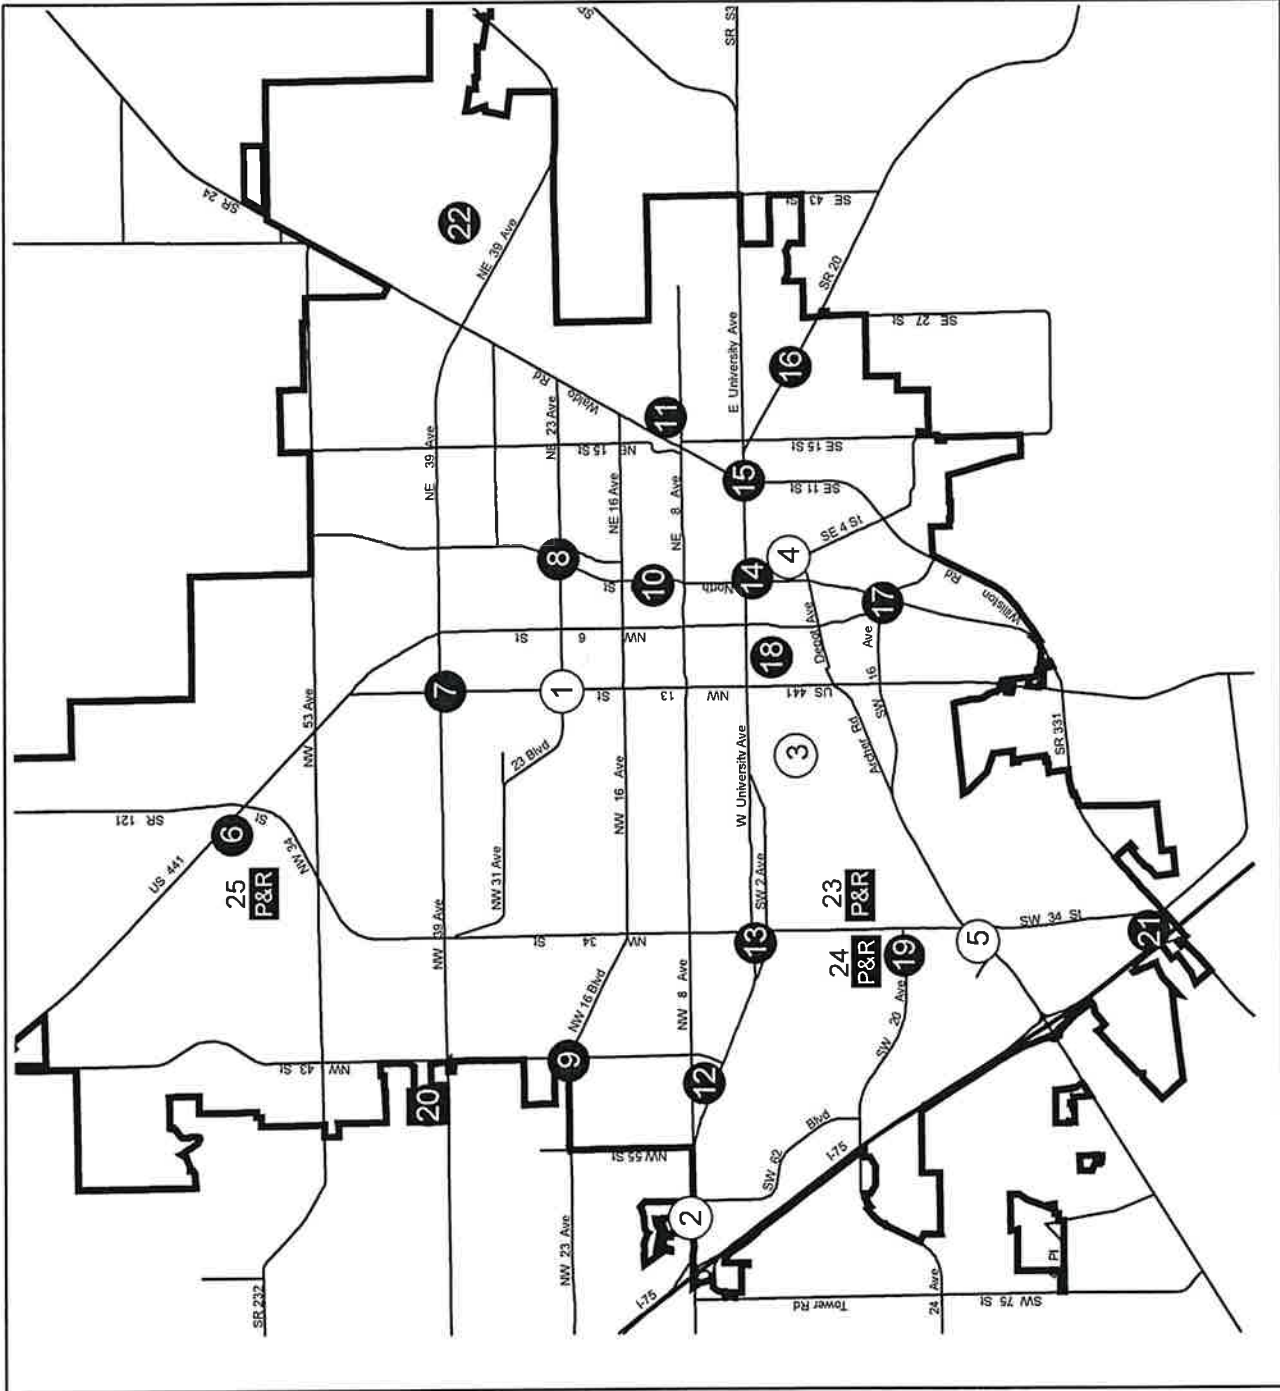 SR S3
SR 24
22
NE 39 Ave
SE 43 St
SR 20
SE 27 St
E University Ave
16
Waldo
Rd
11
NE 39 Ave
NE 23 Ave
NE 15 St
SE 15 St
15
NE 16 Ave
NE 8 Ave
SE 11 St
SE 4 St
8
4
14
10
St
North
17
Williston
Rd
NW 6 St
18
Depot Ave
SW 16 Ave
7
1
NW 13 St
US 441
NW 53 Ave
23 Blvd
3
Archer Rd
SR 331
W University Ave
NW 16 Ave
SR 121
6
NW 34
St
US 441
25
P&R
NW 31 Ave
SW 2 Ave
23
P&R
SW 34 St
NW 39 Ave
NW 34 St
13
24
P&R
19
5
21
NW 16 Blvd
NW 8 Ave
SW 20 Ave
9
12
NW 43 St
20
NW 55 St
SW 62 Blvd
I-75
2
SR 232
NW 23 Ave
I-75
Tower Rd
24 Ave
SW 75 St
Pl